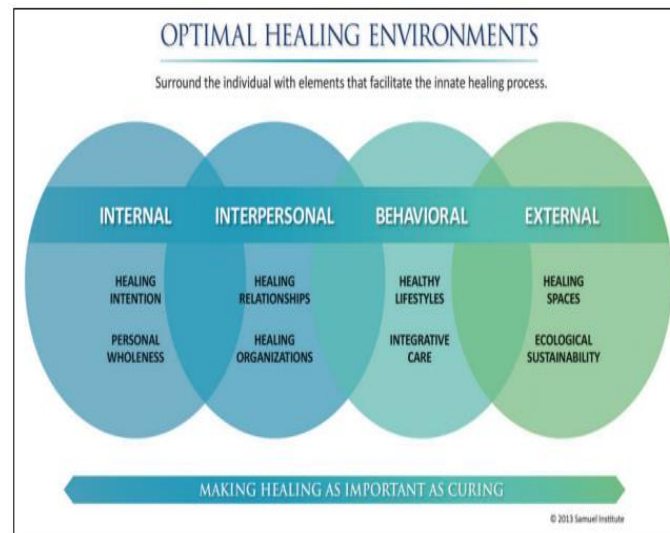 OPTIMAL HEALING ENVIRONMENTS
Surround the individual with elements that facilitate the innate healing process.
INTERNAL INTERPERSONAL BEHAVIORAL EXTERNAL
HEALING HEALING HEALTHY HEALING
INTENTION RELATIONSHIPS LIFESTYLES SPACES
PERSONAL HEALING INTEGRATIVE ECOLOGICAL
WHOLENESS ORGANIZATIONS CARE SUSTAINABILITY
MAKING HEALING AS IMPORTANT AS CURING
© 2013 Samuel Institute